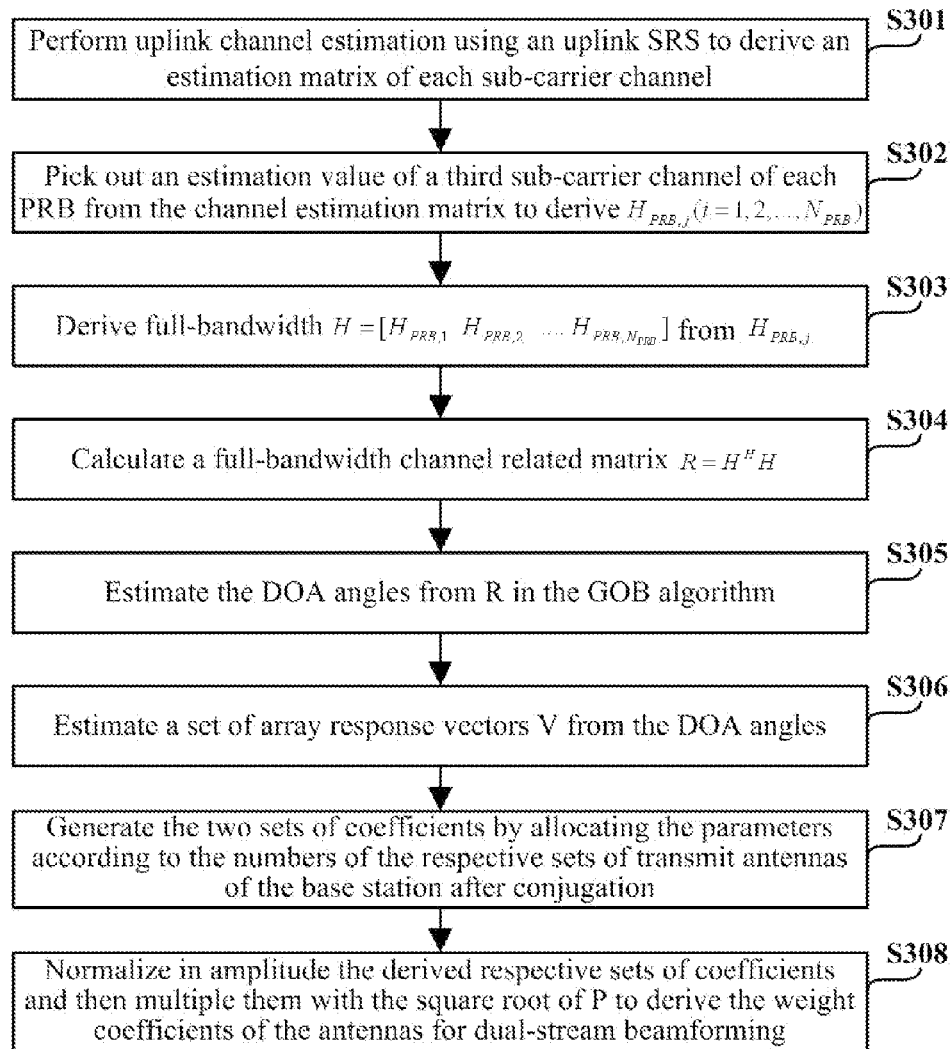 S301
Perform uplink channel estimation using an uplink SRS to derive an
estimation matrix of each sub-carrier channel
S302
Pick out an estimation value of a third sub-carrier channel of each
PRB from the channel estimation matrix to derive H_{PRB,j}(i=1,2,...,N_{PRB})
S303
Derive full-bandwidth H=[H_{PRB,1} H_{PRB,2} .... H_{PRB,N_{PRB}}] from H_{PRB,j}
S304
Calculate a full-bandwidth channel related matrix R=H^{H}H
S305
Estimate the DOA angles from R in the GOB algorithm
S306
Estimate a set of array response vectors V from the DOA angles
S307
Generate the two sets of coefficients by allocating the parameters
according to the numbers of the respective sets of transmit antennas
of the base station after conjugation
S308
Normalize in amplitude the derived respective sets of coefficients
and then multiple them with the square root of P to derive the weight
coefficients of the antennas for dual-stream beamforming